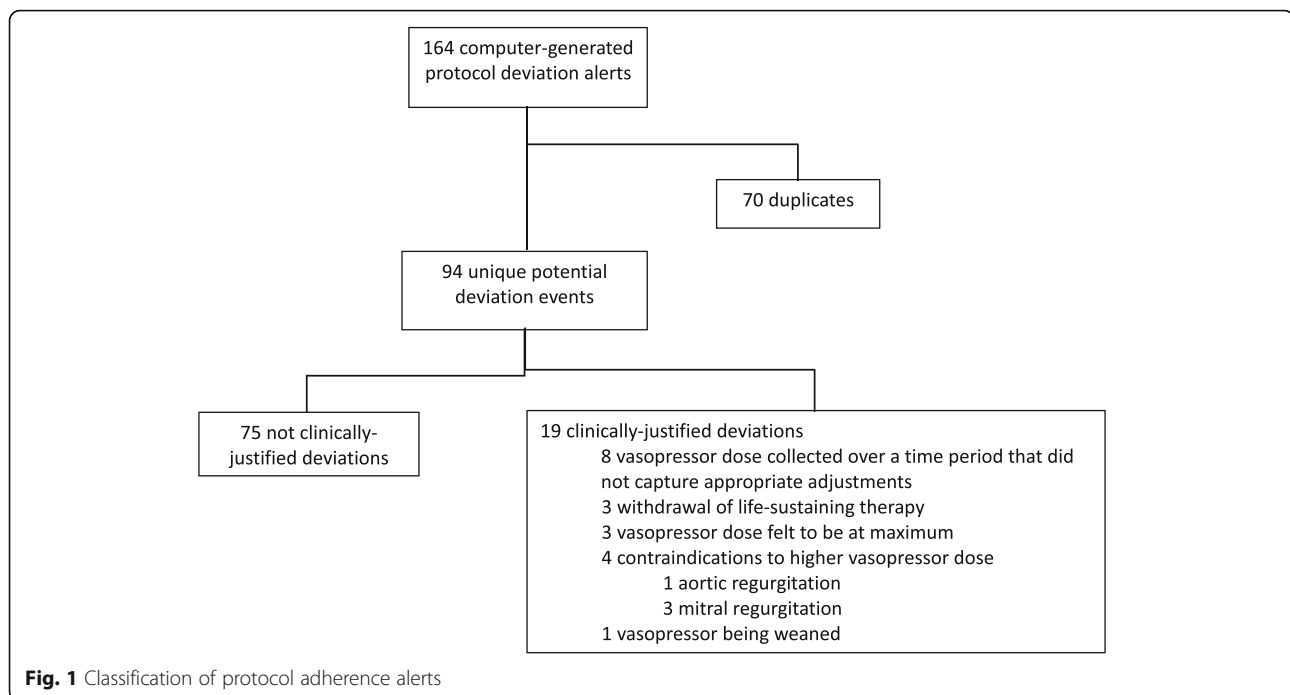 164 computer-generated
protocol deviation alerts
70 duplicates
94 unique potential
deviation events
75 not clinically-
justified deviations
19 clinically-justified deviations
8 vasopressor dose collected over a time period that did
not capture appropriate adjustments
3 withdrawal of life-sustaining therapy
3 vasopressor dose felt to be at maximum
4 contraindications to higher vasopressor dose
1 aortic regurgitation
3 mitral regurgitation
1 vasopressor being weaned
Fig. 1 Classification of protocol adherence alerts